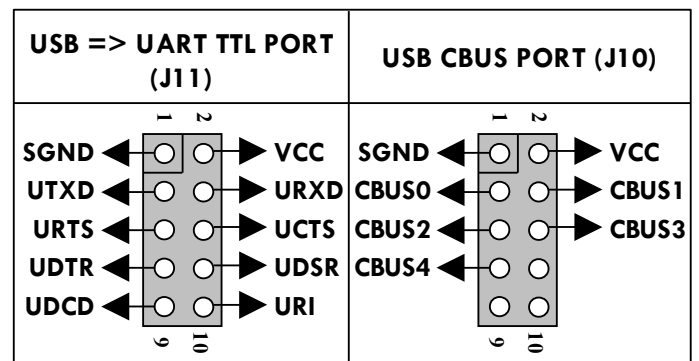 USB => UART TTL PORT
(J11)
USB CBUS PORT (J10)
1 2
SGND VCC
UTXD URXD
URTS UCTS
UDTR UDSR
UDCD URI
9 10
1 2
SGND VCC
CBUS0 CBUS1
CBUS2 CBUS3
CBUS4
9 10